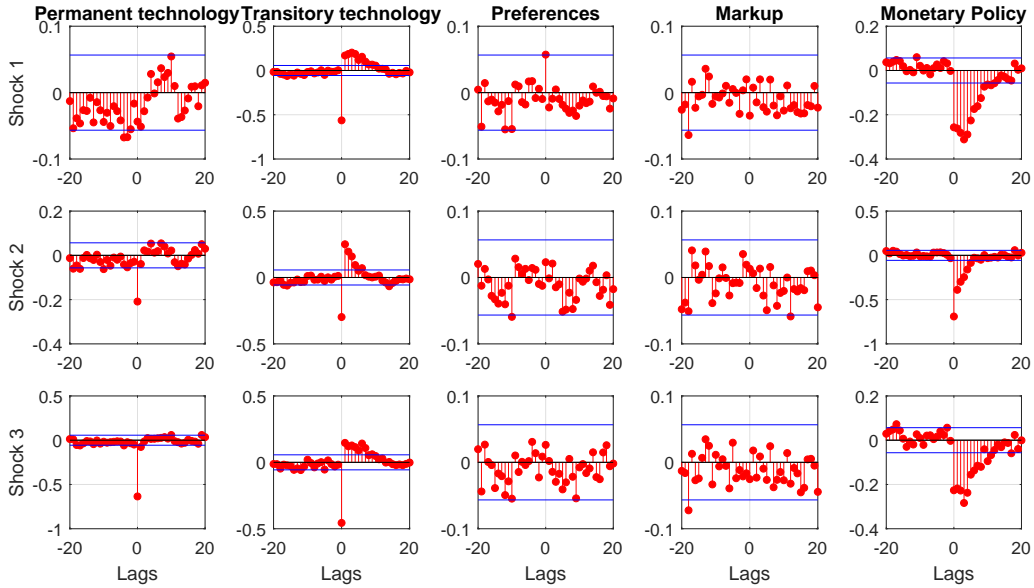 Permanent technology Transitory technology Preferences Markup Monetary Policy
Shock 1
0.1 0.5 0.1 0.1 0.2
0 0 0 0 0
-0.5 -0.2
-0.1 -1 -0.1 -0.1 -0.4
-20 0 20 -20 0 20 -20 0 20 -20 0 20 -20 0 20
Shock 2
0.2 0.5 0.1 0.1 0.5
0 0 0 0 0
-0.2 -0.5
-0.4 -0.5 -0.1 -0.1 -1
-20 0 20 -20 0 20 -20 0 20 -20 0 20 -20 0 20
Shock 3
0.5 0.5 0.1 0.1 0.2
0 0 0 0 0
-0.5 -0.2
-1 -0.5 -0.1 -0.1 -0.4
-20 0 20 -20 0 20 -20 0 20 -20 0 20 -20 0 20
Lags Lags Lags Lags Lags